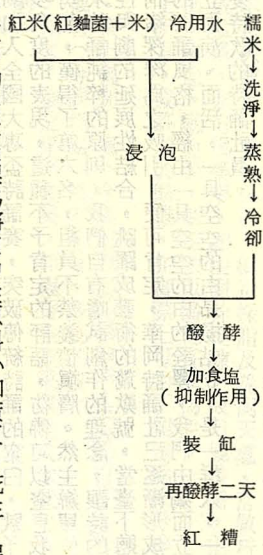 紅米(紅麯菌＋米)
冷用水
糯米→洗淨→蒸熟→冷卻
浸泡
醱酵
加食塩
(抑制作用)
裝缸
再醱酵二天
紅糟